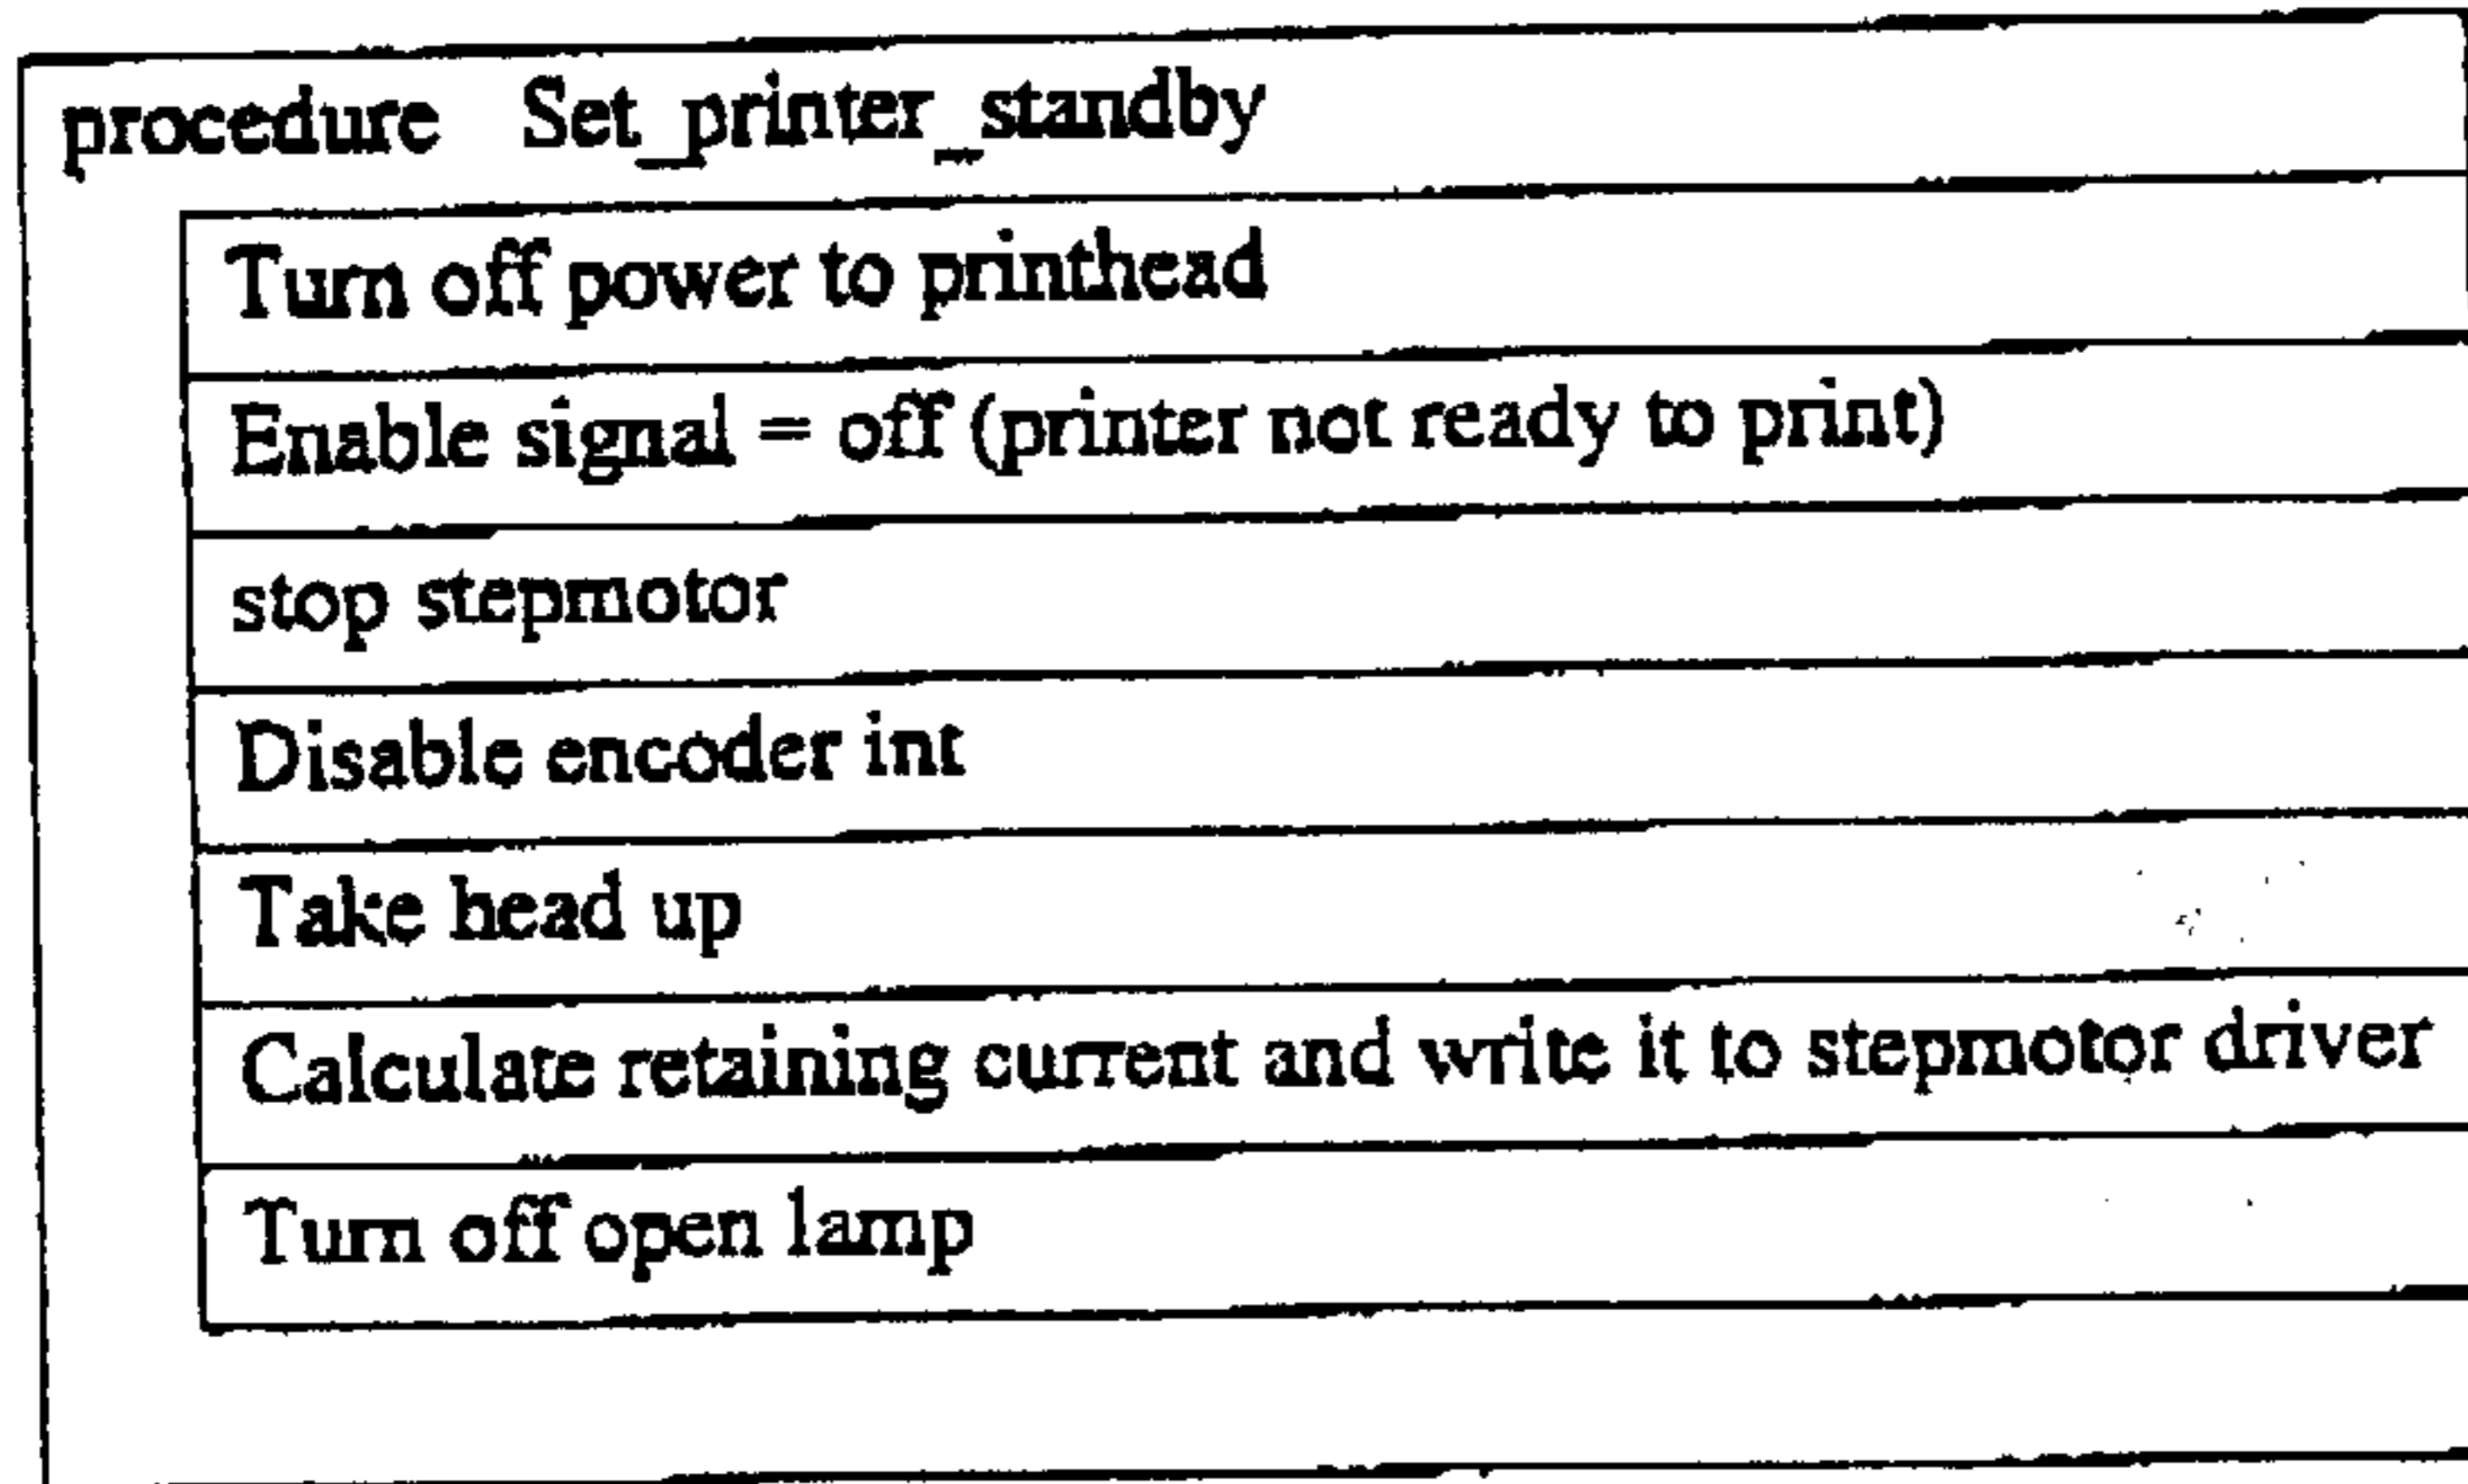 procedure Set_printer_standby
Turn off power to printhead
Enable signal = off (printer not ready to print)
stop stepmotor
Disable encoder int
Take head up
Calculate retaining current and write it to stepmotor driver
Turn off open lamp